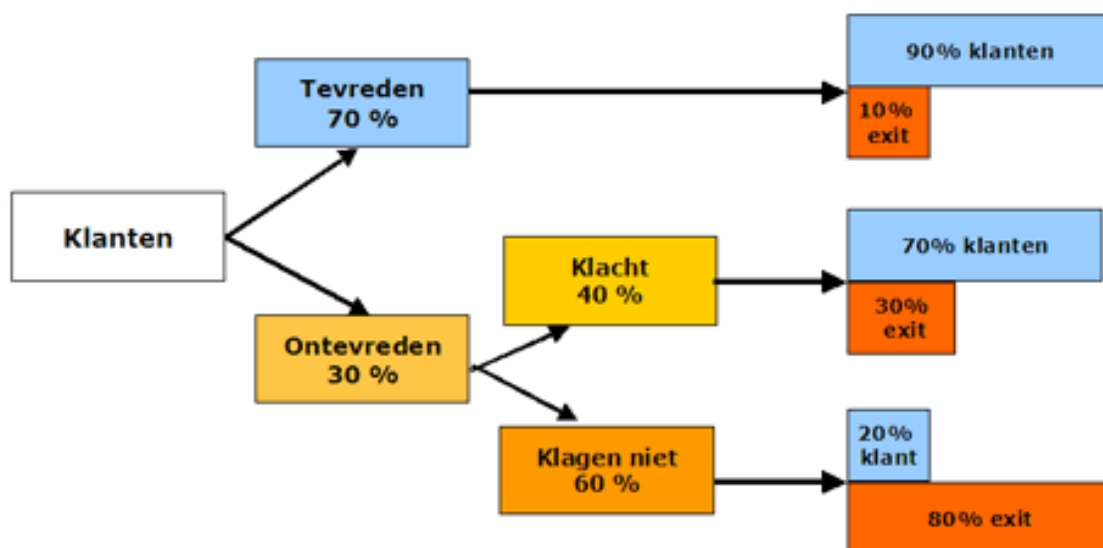 Klanten
Tevreden
70 %
Ontevreden
30 %
Klacht
40 %
Klagen niet
60 %
90% klanten
10%
exit
70% klanten
30%
exit
20%
klant
80% exit